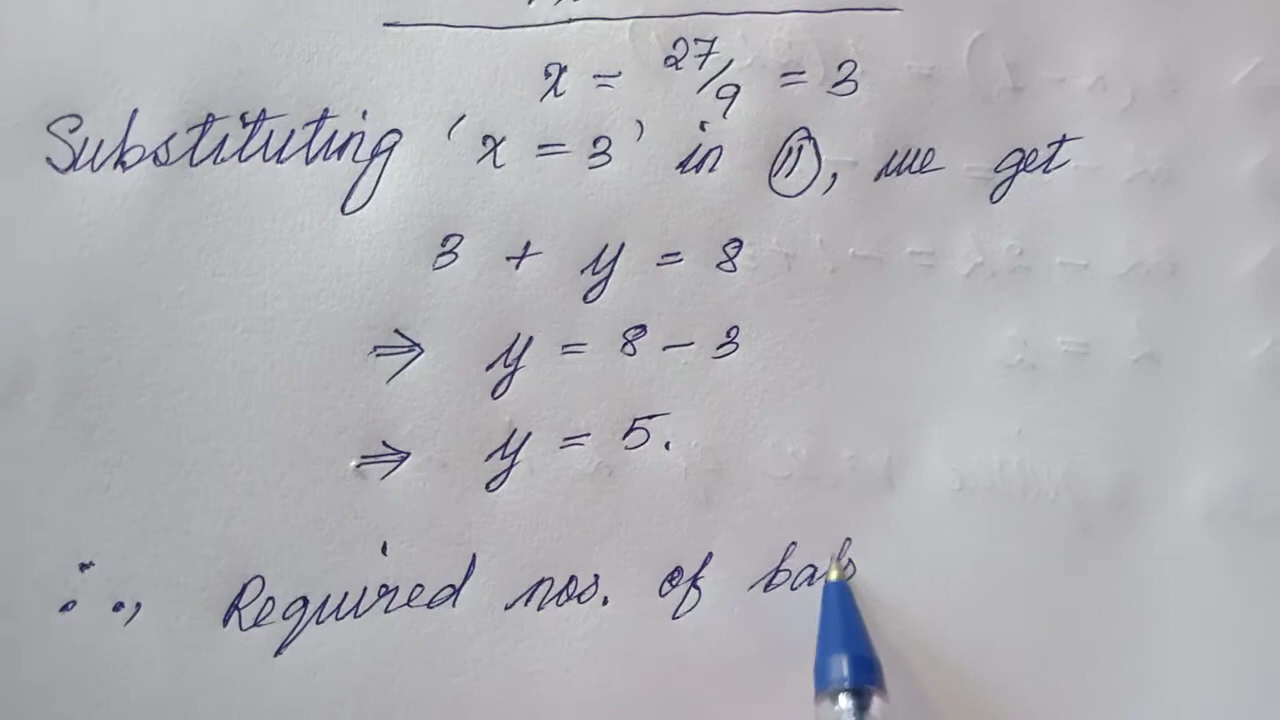 x = 27/9 = 3
Substituting 'x = 3' in (II), we get
3 + y = 8
⇒ y = 8 - 3
⇒ y = 5.
∴, Required nos. of